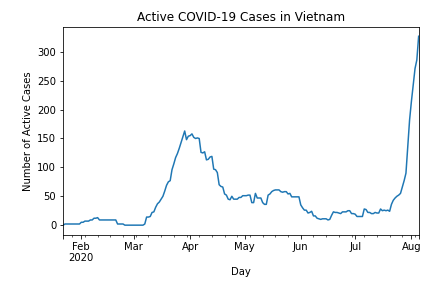 Active COVID-19 Cases in Vietnam
Number of Active Cases
300
250
200
150
100
50
0
Feb Mar Apr May Jun Jul Aug
2020
Day